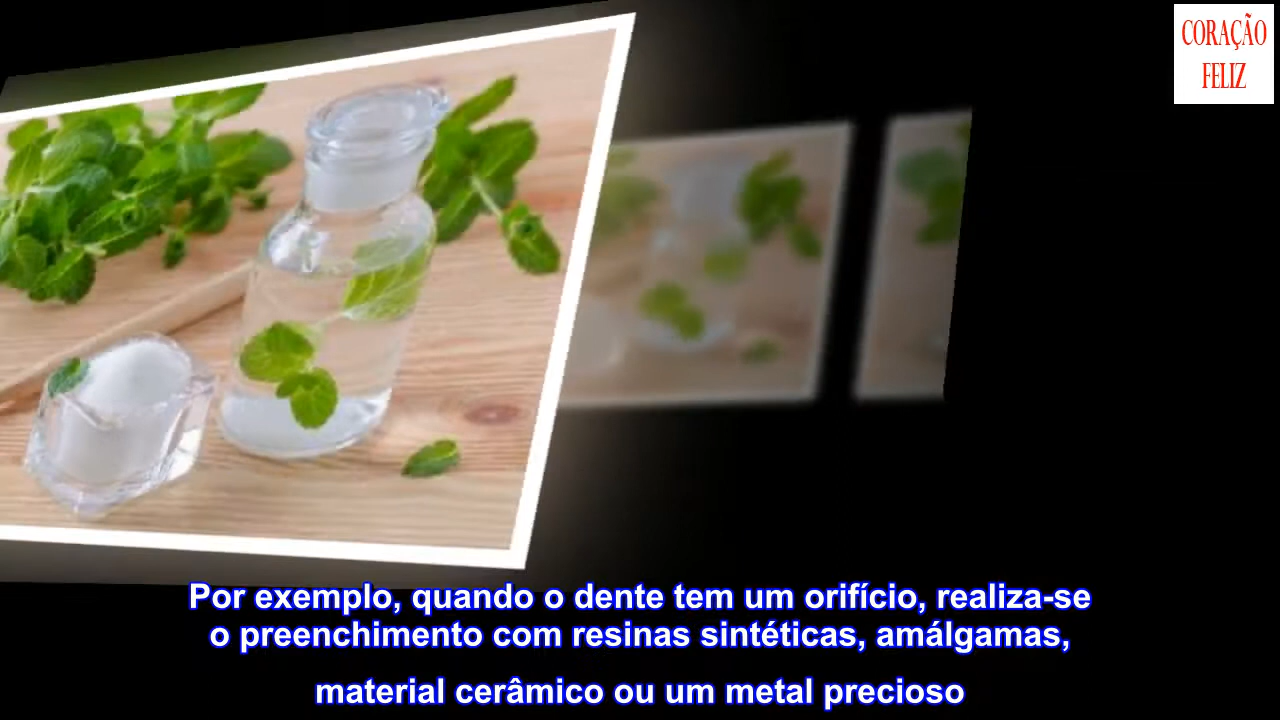 CORAÇÃO
FELIZ
Por exemplo, quando o dente tem um orifício, realiza-se
o preenchimento com resinas sintéticas, amálgamas,
material cerâmico ou um metal precioso